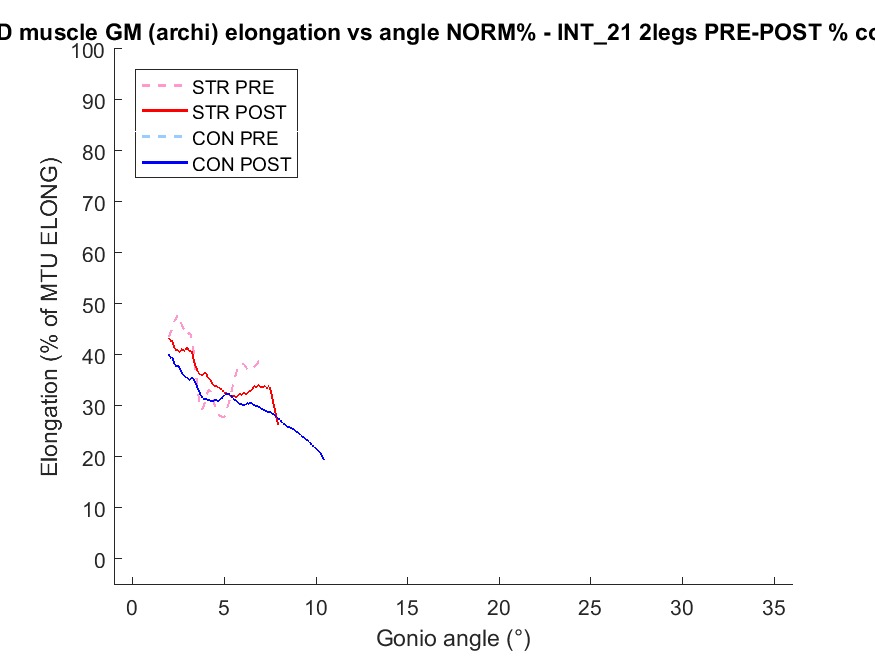 D muscle GM (archi) elongation vs angle NORM% - INT_21 2legs PRE-POST % co
100
90
80
70
60
50
40
30
20
10
0
Elongation (% of MTU ELONG)
STR PRE
STR POST
CON PRE
CON POST
0 5 10 15 20 25 30 35
Gonio angle (°)